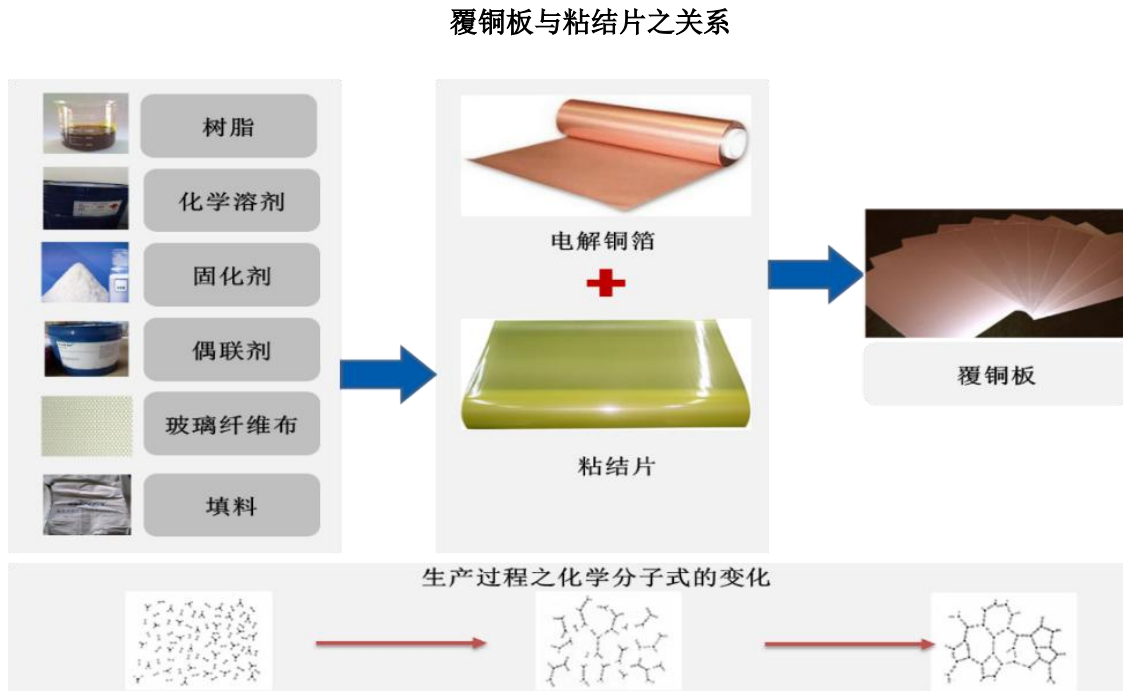 覆铜板与粘结片之关系
树脂
化学溶剂
固化剂
偶联剂
玻璃纤维布
填料
电解铜箔
粘结片
覆铜板
生产过程之化学分子式的变化